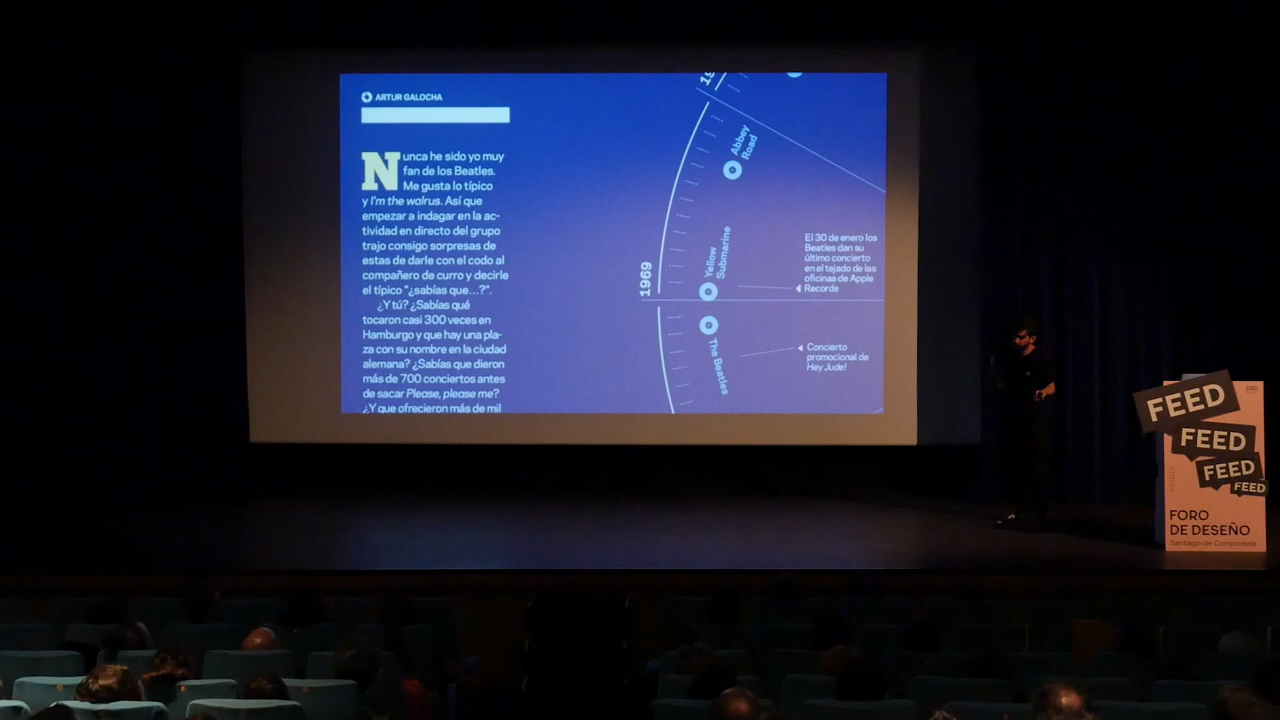 ARTUR GALOCHA
Nunca he sido yo muy
fan de los Beatles.
Me gusta lo típico
y I'm the walrus. Así que
empezar a indagar en la ac-
tividad en directo del grupo
trajo consigo sorpresas de
estas de darle con el codo al
compañero de curro y decirle
el típico "¿sabías que...?".
¿Y tú? ¿Sabías qué
tocaron casi 300 veces en
Hamburgo y que hay una pla-
za con su nombre en la ciudad
alemana? ¿Sabías que dieron
más de 700 conciertos antes
de sacar Please, please me?
¿Y que ofrecieron más de mil
19
Abbey
Road
1969
Yellow
Submarine
El 30 de enero los
Beatles dan su
último concierto
en el tejado de las
oficinas de Apple
Records
The Beatles
Concierto
promocional de
Hey Jude!
FEED
FEED
FEED
FEED
FORO
DE DESEÑO
Santiago de Compostela